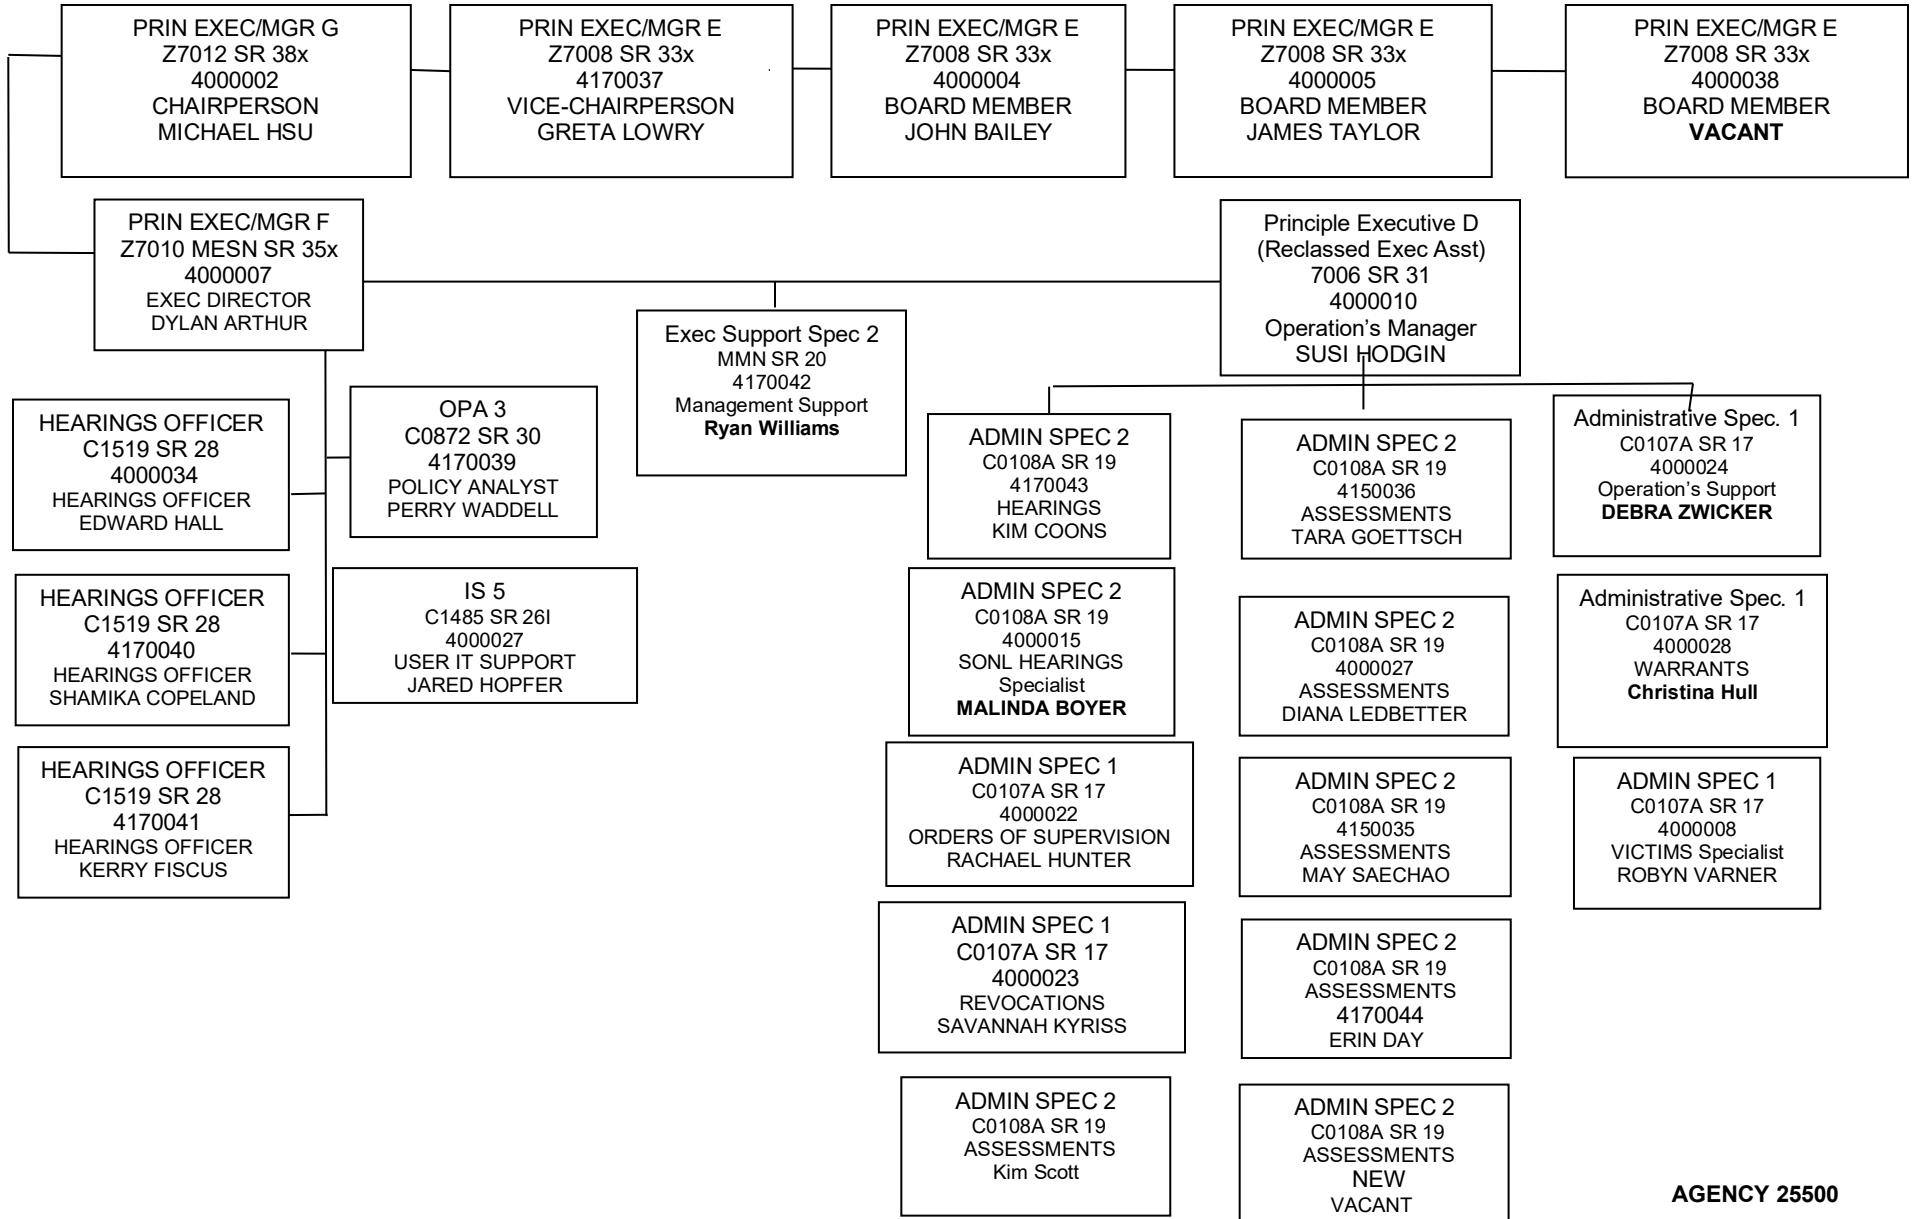 PRIN EXEC/MGR G
Z7012 SR 38x
4000002
CHAIRPERSON
MICHAEL HSU
PRIN EXEC/MGR E
Z7008 SR 33x
4170037
VICE-CHAIRPERSON
GRETA LOWRY
PRIN EXEC/MGR E
Z7008 SR 33x
4000004
BOARD MEMBER
JOHN BAILEY
PRIN EXEC/MGR E
Z7008 SR 33x
4000005
BOARD MEMBER
JAMES TAYLOR
PRIN EXEC/MGR E
Z7008 SR 33x
4000038
BOARD MEMBER
VACANT
PRIN EXEC/MGR F
Z7010 MESN SR 35x
4000007
EXEC DIRECTOR
DYLAN ARTHUR
Principle Executive D
(Reclassed Exec Asst)
7006 SR 31
4000010
Operation’s Manager
SUSI HODGIN
Exec Support Spec 2
MMN SR 20
4170042
Management Support
Ryan Williams
HEARINGS OFFICER
C1519 SR 28
4000034
HEARINGS OFFICER
EDWARD HALL
OPA 3
C0872 SR 30
4170039
POLICY ANALYST
PERRY WADDELL
HEARINGS OFFICER
C1519 SR 28
4170040
HEARINGS OFFICER
SHAMIKA COPELAND
IS 5
C1485 SR 26I
4000027
USER IT SUPPORT
JARED HOPFER
HEARINGS OFFICER
C1519 SR 28
4170041
HEARINGS OFFICER
KERRY FISCUS
ADMIN SPEC 2
C0108A SR 19
4170043
HEARINGS
KIM COONS
ADMIN SPEC 2
C0108A SR 19
4000015
SONL HEARINGS
Specialist
MALINDA BOYER
ADMIN SPEC 1
C0107A SR 17
4000022
ORDERS OF SUPERVISION
RACHAEL HUNTER
ADMIN SPEC 1
C0107A SR 17
4000023
REVOCATIONS
SAVANNAH KYRISS
ADMIN SPEC 2
C0108A SR 19
ASSESSMENTS
Kim Scott
ADMIN SPEC 2
C0108A SR 19
4150036
ASSESSMENTS
TARA GOETTSCH
ADMIN SPEC 2
C0108A SR 19
4000027
ASSESSMENTS
DIANA LEDBETTER
ADMIN SPEC 2
C0108A SR 19
4150035
ASSESSMENTS
MAY SAECHAO
ADMIN SPEC 2
C0108A SR 19
ASSESSMENTS
4170044
ERIN DAY
ADMIN SPEC 2
C0108A SR 19
ASSESSMENTS
NEW
VACANT
Administrative Spec. 1
C0107A SR 17
4000024
Operation’s Support
DEBRA ZWICKER
Administrative Spec. 1
C0107A SR 17
4000028
WARRANTS
Christina Hull
ADMIN SPEC 1
C0107A SR 17
4000008
VICTIMS Specialist
ROBYN VARNER
AGENCY 25500